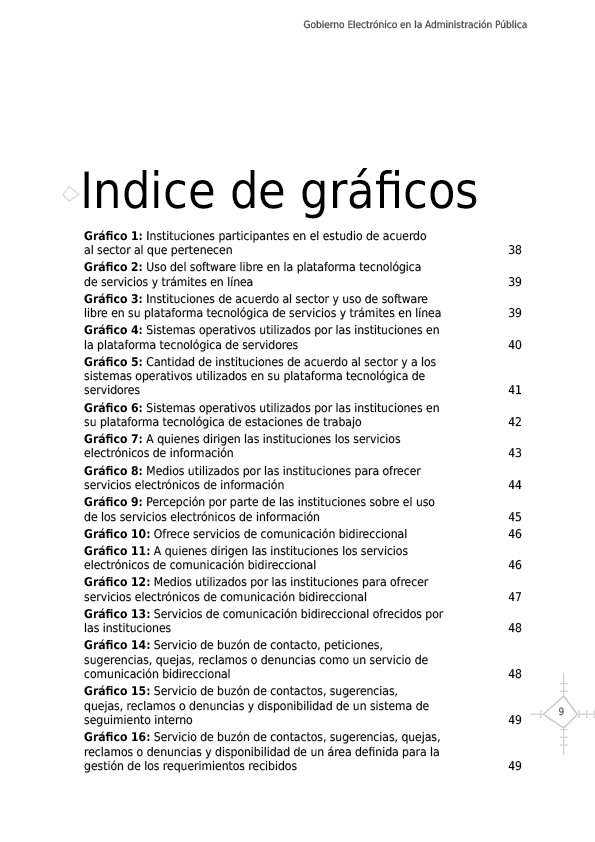 Gobierno Electrónico en la Administración Pública
Indice de gráficos
Gráfico 1: Instituciones participantes en el estudio de acuerdo
al sector al que pertenecen 38
Gráfico 2: Uso del software libre en la plataforma tecnológica
de servicios y trámites en línea 39
Gráfico 3: Instituciones de acuerdo al sector y uso de software
libre en su plataforma tecnológica de servicios y trámites en línea 39
Gráfico 4: Sistemas operativos utilizados por las instituciones en
la plataforma tecnológica de servidores 40
Gráfico 5: Cantidad de instituciones de acuerdo al sector y a los
sistemas operativos utilizados en su plataforma tecnológica de
servidores 41
Gráfico 6: Sistemas operativos utilizados por las instituciones en
su plataforma tecnológica de estaciones de trabajo 42
Gráfico 7: A quienes dirigen las instituciones los servicios
electrónicos de información 43
Gráfico 8: Medios utilizados por las instituciones para ofrecer
servicios electrónicos de información 44
Gráfico 9: Percepción por parte de las instituciones sobre el uso
de los servicios electrónicos de información 45
Gráfico 10: Ofrece servicios de comunicación bidireccional 46
Gráfico 11: A quienes dirigen las instituciones los servicios
electrónicos de comunicación bidireccional 46
Gráfico 12: Medios utilizados por las instituciones para ofrecer
servicios electrónicos de comunicación bidireccional 47
Gráfico 13: Servicios de comunicación bidireccional ofrecidos por
las instituciones 48
Gráfico 14: Servicio de buzón de contacto, peticiones,
sugerencias, quejas, reclamos o denuncias como un servicio de
comunicación bidireccional 48
Gráfico 15: Servicio de buzón de contactos, sugerencias,
quejas, reclamos o denuncias y disponibilidad de un sistema de
seguimiento interno 49
Gráfico 16: Servicio de buzón de contactos, sugerencias, quejas,
reclamos o denuncias y disponibilidad de un área definida para la
gestión de los requerimientos recibidos 49
9